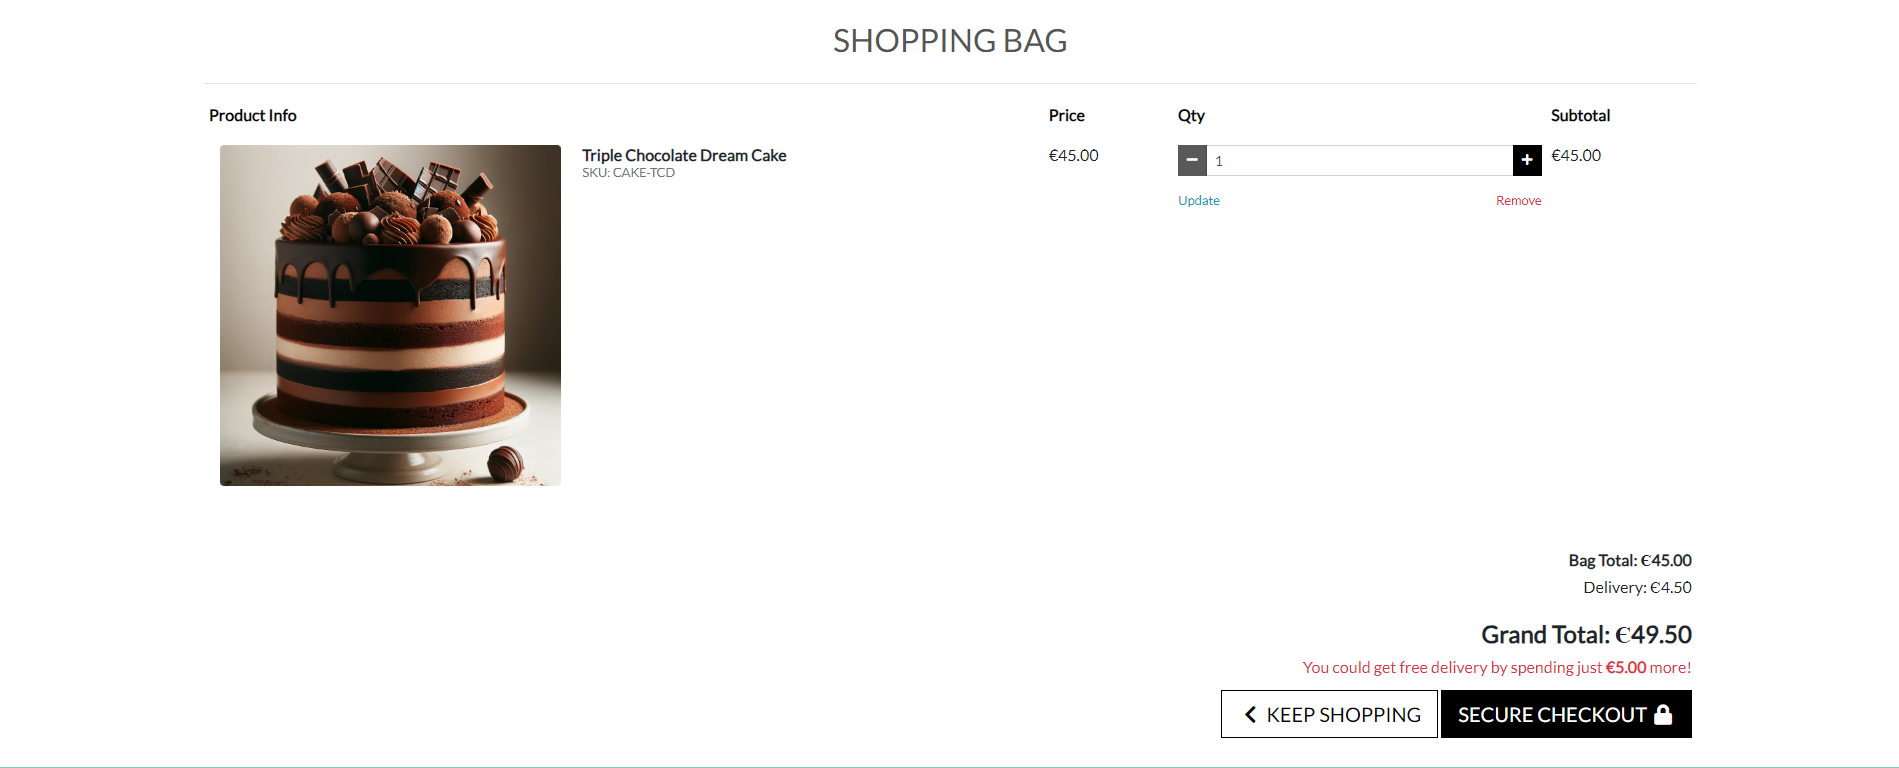 SHOPPING BAG
Product Info Price Qty Subtotal
Triple Chocolate Dream Cake €45.00 1 €45.00
SKU: CAKE-TCD
Update Remove
Bag Total: €45.00
Delivery: €4.50
Grand Total: €49.50
You could get free delivery by spending just €5.00 more!
KEEP SHOPPING SECURE CHECKOUT